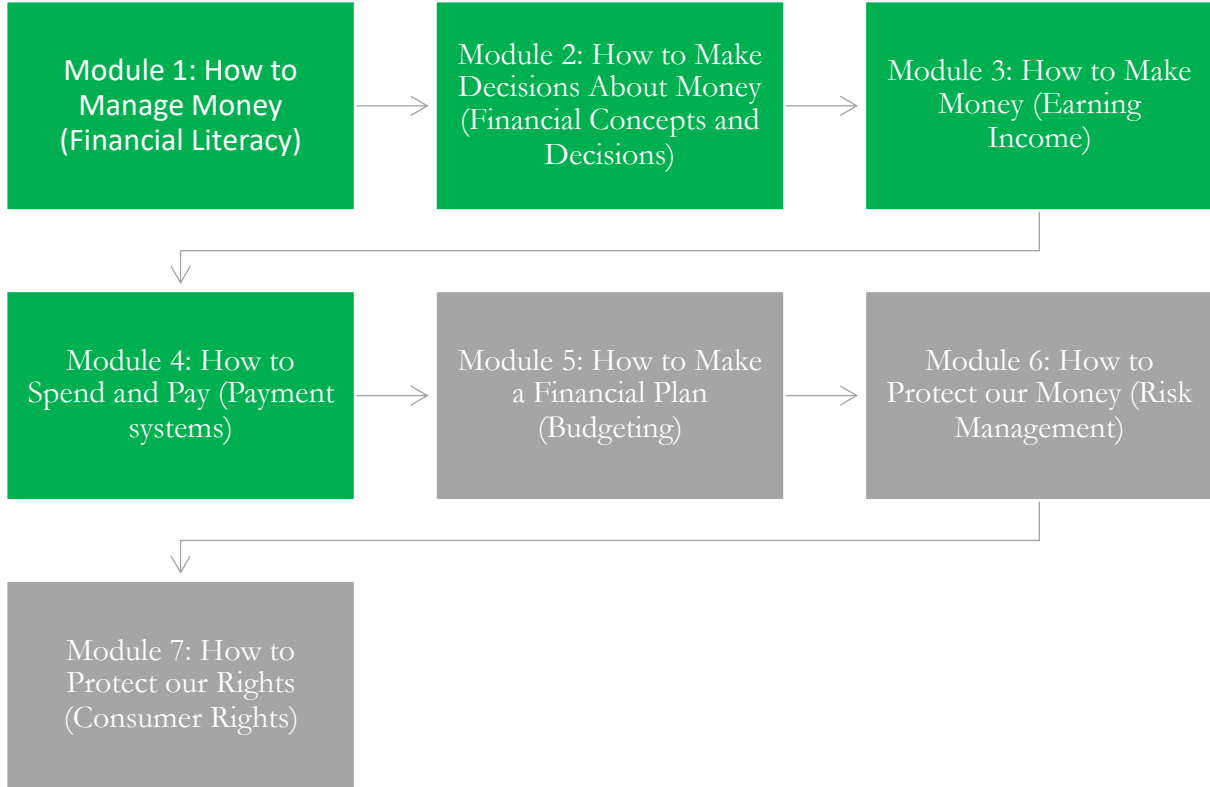 Module 1: How to
Manage Money
(Financial Literacy)
Module 2: How to Make
Decisions About Money
(Financial Concepts and
Decisions)
Module 3: How to Make
Money (Earning
Income)
Module 4: How to
Spend and Pay (Payment
systems)
Module 5: How to Make
a Financial Plan
(Budgeting)
Module 6: How to
Protect our Money (Risk
Management)
Module 7: How to
Protect our Rights
(Consumer Rights)